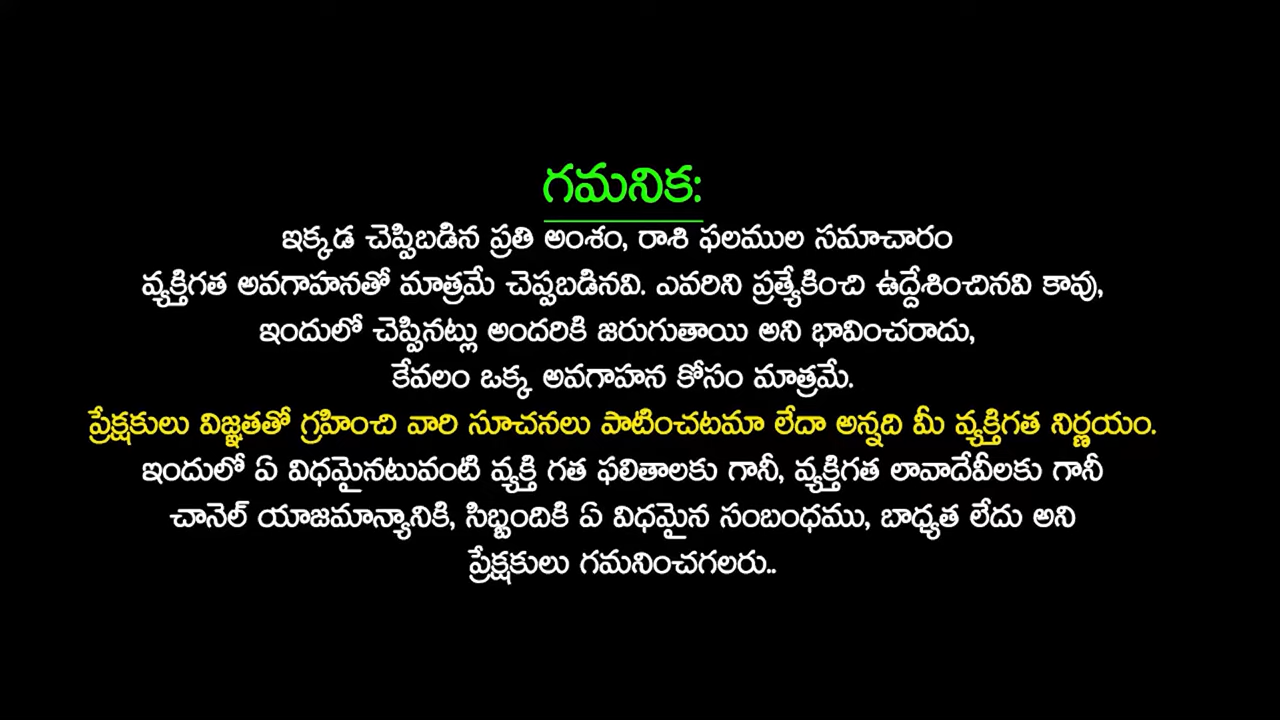 గమనిక:
ఇక్కడ చెప్పిబడిన ప్రతి అంశం, రాశి ఫలముల సమాచారం
వ్యక్తిగత అవగాహనతో మాత్రమే చెప్పబడినవి. ఎవరిని ప్రత్యేకించి ఉద్దేశించినవి కావు,
ఇందులో చెప్పినట్లు అందరికి జరుగుతాయి అని భావించరాదు,
కేవలం ఒక్క అవగాహన కోసం మాత్రమే.
ప్రేక్షకులు విజ్ఞతతో గ్రహించి వారి సూచనలు పాటించటమా లేదా అన్నది మీ వ్యక్తిగత నిర్ణయం.
ఇందులో ఏ విధమైనటువంటి వ్యక్తి గత ఫలితాలకు గానీ, వ్యక్తిగత లావాదేవీలకు గానీ
చానెల్ యాజమాన్యానికి, సిబ్బందికి ఏ విధమైన సంబంధము, బాధ్యత లేదు అని
ప్రేక్షకులు గమనించగలరు..